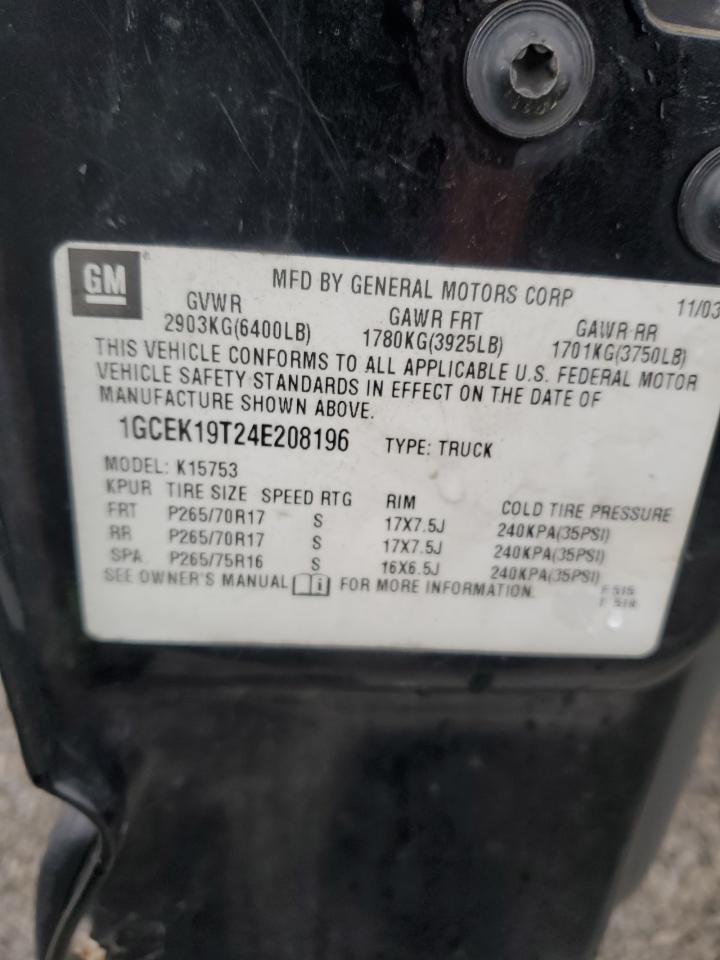 GM
MFD BY GENERAL MOTORS CORP 11/03
GVWR GAWR FRT GAWR RR
2903KG(6400LB) 1780KG(3925LB) 1701KG(3750LB)
THIS VEHICLE CONFORMS TO ALL APPLICABLE U.S. FEDERAL MOTOR
VEHICLE SAFETY STANDARDS IN EFFECT ON THE DATE OF
MANUFACTURE SHOWN ABOVE.
1GCEK19T24E208196 TYPE: TRUCK
MODEL: K15753
KPUR TIRE SIZE SPEED RTG RIM COLD TIRE PRESSURE
FRT P265/70R17 S 17X7.5J 240KPA(35PSI)
RR P265/70R17 S 17X7.5J 240KPA(35PSI)
SPA P265/75R16 S 16X6.5J 240KPA(35PSI)
SEE OWNER'S MANUAL i FOR MORE INFORMATION.